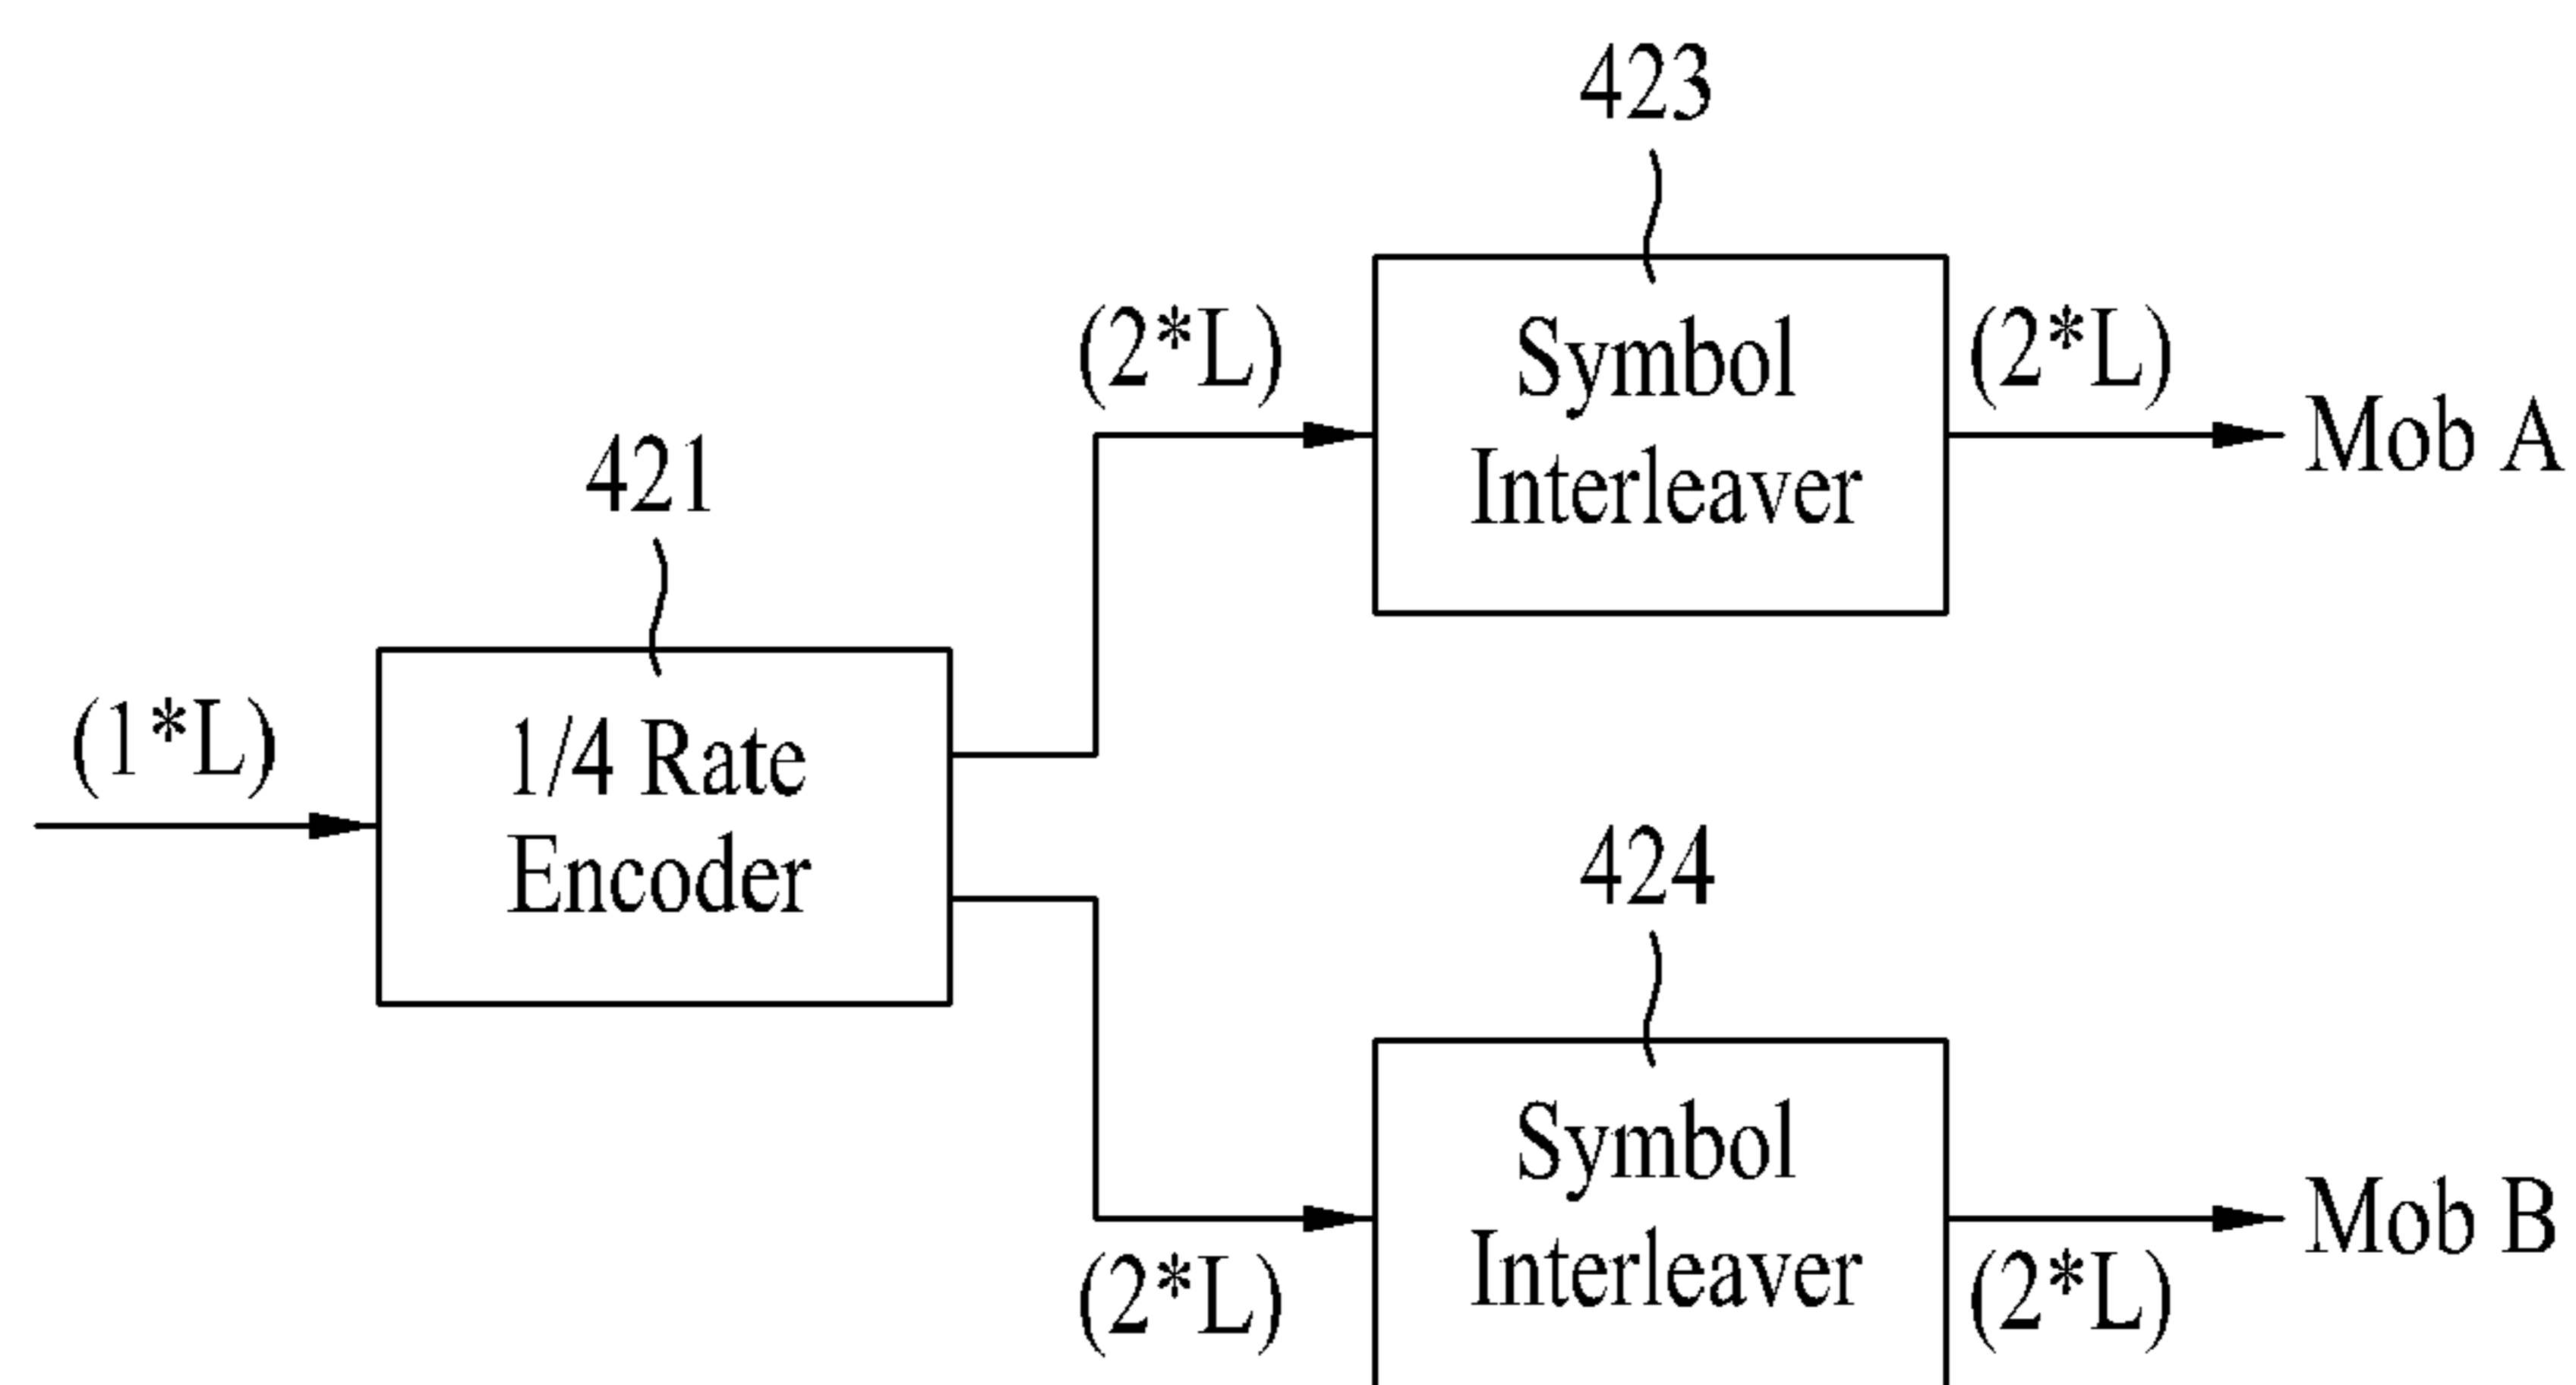 423
(2*L)
Symbol
Interleaver
(2*L)
Mob A
421
(1*L)
1/4 Rate
Encoder
424
(2*L)
Symbol
Interleaver
(2*L)
Mob B